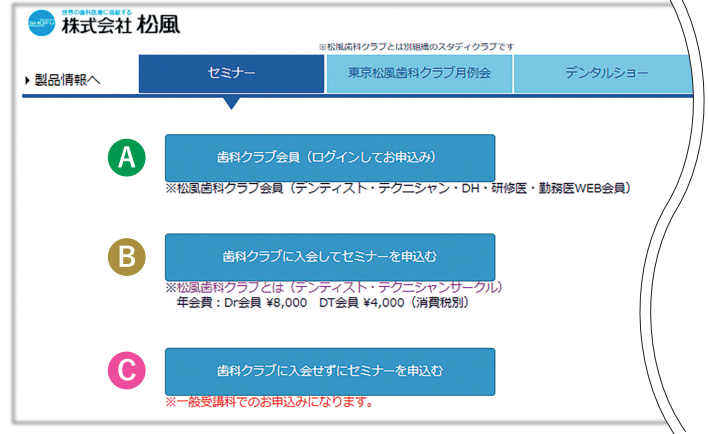 世界の歯科医療に貢献する
株式会社 松風
※松風歯科クラブとは別組織のスタディクラブです
製品情報へ
セミナー
東京松風歯科クラブ月例会
デンタルショー
A
歯科クラブ会員（ログインしてお申込み）
※松風歯科クラブ会員（デンティスト・テクニシャン・DH・研修医・勤務医WEB会員）
B
歯科クラブに入会してセミナーを申込む
※松風歯科クラブとは（デンティスト・テクニシャンサークル）
年会費：Dr会員 ¥8,000 DT会員 ¥4,000（消費税別）
C
歯科クラブに入会せずにセミナーを申込む
※一般受講料でのお申込みになります。